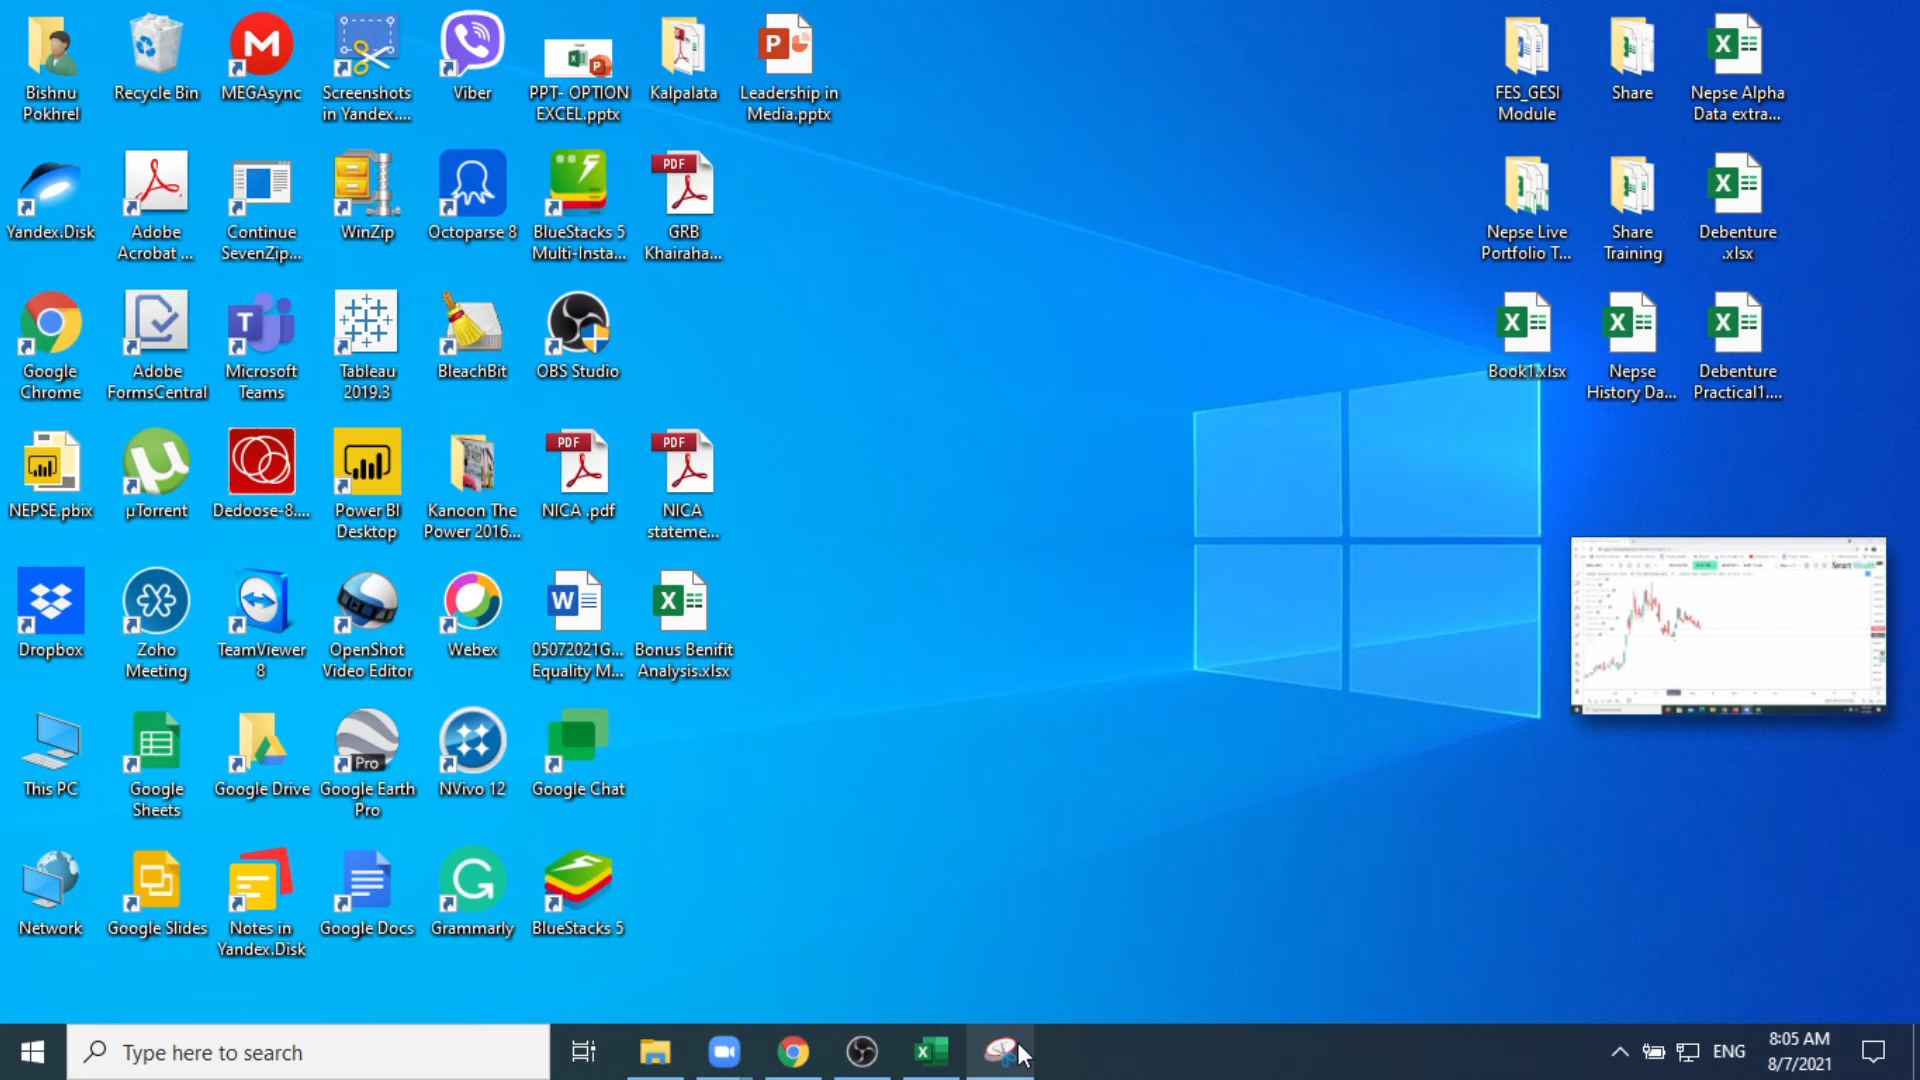 Bishnu
Pokhrel
Recycle Bin
MEGAsync
Screenshots
in Yandex....
Viber
PPT- OPTION
EXCEL.pptx
Kalpalata
Leadership in
Media.pptx
FES_GESI
Module
Share
Nepse Alpha
Data extra...
Yandex.Disk
Adobe
Acrobat ...
Continue
SevenZip...
WinZip
Octoparse 8
BlueStacks 5
Multi-Insta...
PDF
GRB
Khairaha...
Nepse Live
Portfolio T...
Share
Training
Debenture
.xlsx
Google
Chrome
Adobe
FormsCentral
Microsoft
Teams
Tableau
2019.3
BleachBit
OBS Studio
Book1.xlsx
Nepse
History Da...
Debenture
Practical1....
NEPSE.pbix
µTorrent
Dedoose-8....
Power BI
Desktop
Kanoon The
Power 2016...
PDF
NICA .pdf
PDF
NICA
stateme...
Dropbox
Zoho
Meeting
TeamViewer
8
OpenShot
Video Editor
Webex
05072021G...
Equality M...
Bonus Benifit
Analysis.xlsx
Smart Wealth
This PC
Google
Sheets
Google Drive
Pro
Google Earth
Pro
NVivo 12
Google Chat
Network
Google Slides
Notes in
Yandex.Disk
Google Docs
Grammarly
BlueStacks 5
Type here to search
ENG
8:05 AM
8/7/2021